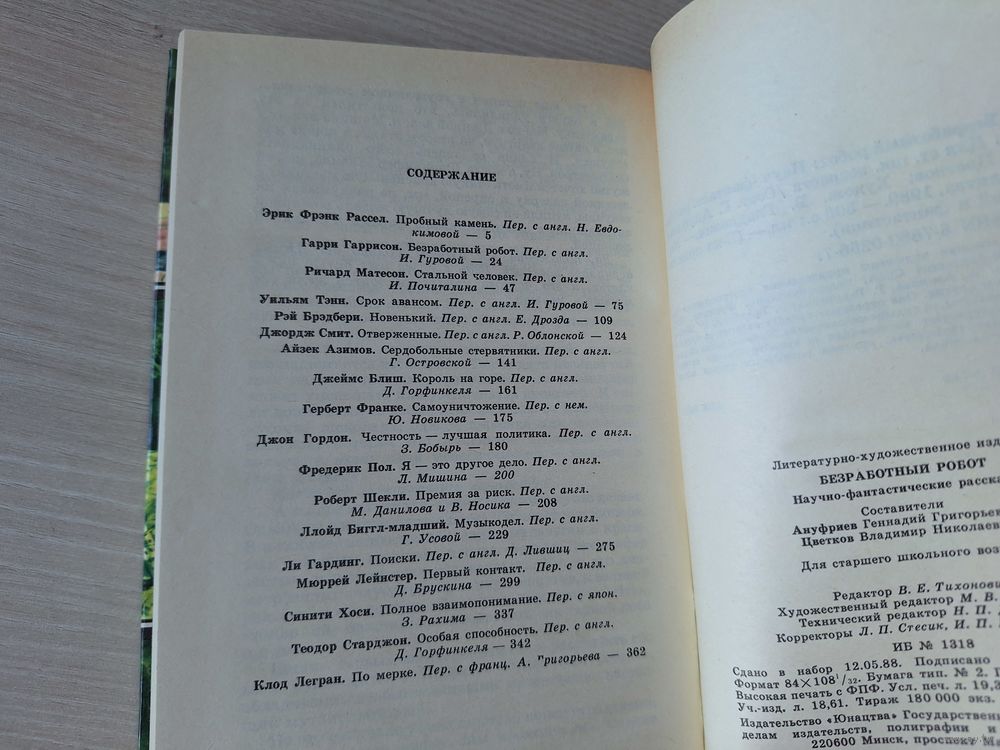 СОДЕРЖАНИЕ
Эрик Фрэнк Рассел. Пробный камень. Пер. с англ. Н. Евдо-
кимовой — 5
Гарри Гаррисон. Безработный робот. Пер. с англ.
И. Гуровой — 24
Ричард Матесон. Стальной человек. Пер. с англ.
И. Почиталина — 47
Уильям Тэнн. Срок авансом. Пер. с англ. И. Гуровой — 75
Рэй Брэдбери. Новенький. Пер. с англ. Е. Дрозда — 109
Джордж Смит. Отверженные. Пер. с англ. Р. Облонской — 124
Айзек Азимов. Сердобольные стервятники. Пер. с англ.
Г. Островской — 141
Джеймс Блиш. Король на горе. Пер. с англ.
Д. Горфинкеля — 161
Герберт Франке. Самоуничтожение. Пер. с нем.
Ю. Новикова — 175
Джон Гордон. Честность — лучшая политика. Пер. с англ.
З. Бобырь — 180
Фредерик Пол. Я — это другое дело. Пер. с англ.
Л. Мишина — 200
Роберт Шекли. Премия за риск. Пер. с англ.
М. Данилова и В. Носика — 208
Ллойд Биггл-младший. Музыкодел. Пер. с англ.
Г. Усовой — 229
Ли Гардинг. Поиски. Пер. с англ. Д. Лившиц — 275
Мюррей Лейнстер. Первый контакт. Пер. с англ.
Д. Брускина — 299
Синити Хоси. Полное взаимопонимание. Пер. с япон.
З. Рахима — 337
Теодор Старджон. Особая способность. Пер. с англ.
Д. Горфинкеля — 342
Клод Легран. По мерке. Пер. с франц. А. Григорьева — 362
Литературно-художественное изд
БЕЗРАБОТНЫЙ РОБОТ
Научно-фантастические расска
Составители
Ануфриев Геннадий Григорьев
Цветков Владимир Николаев
Для старшего школьного воз
Редактор В. Е. Тихонови
Художественный редактор М. В.
Технический редактор Н. П.
Корректоры Л. П. Стесик, И. П.
ИБ № 1318
Сдано в набор 12.05.88. Подписано
Формат 84×108¹/₃₂. Бумага тип. № 2.
Высокая печать с ФПФ. Усл. печ. л. 19,3
Уч.-изд. л. 18,61. Тираж 180 000 экз.
Издательство «Юнацтва» Государственн
делам издательств, полиграфии и
220600 Минск, проспект